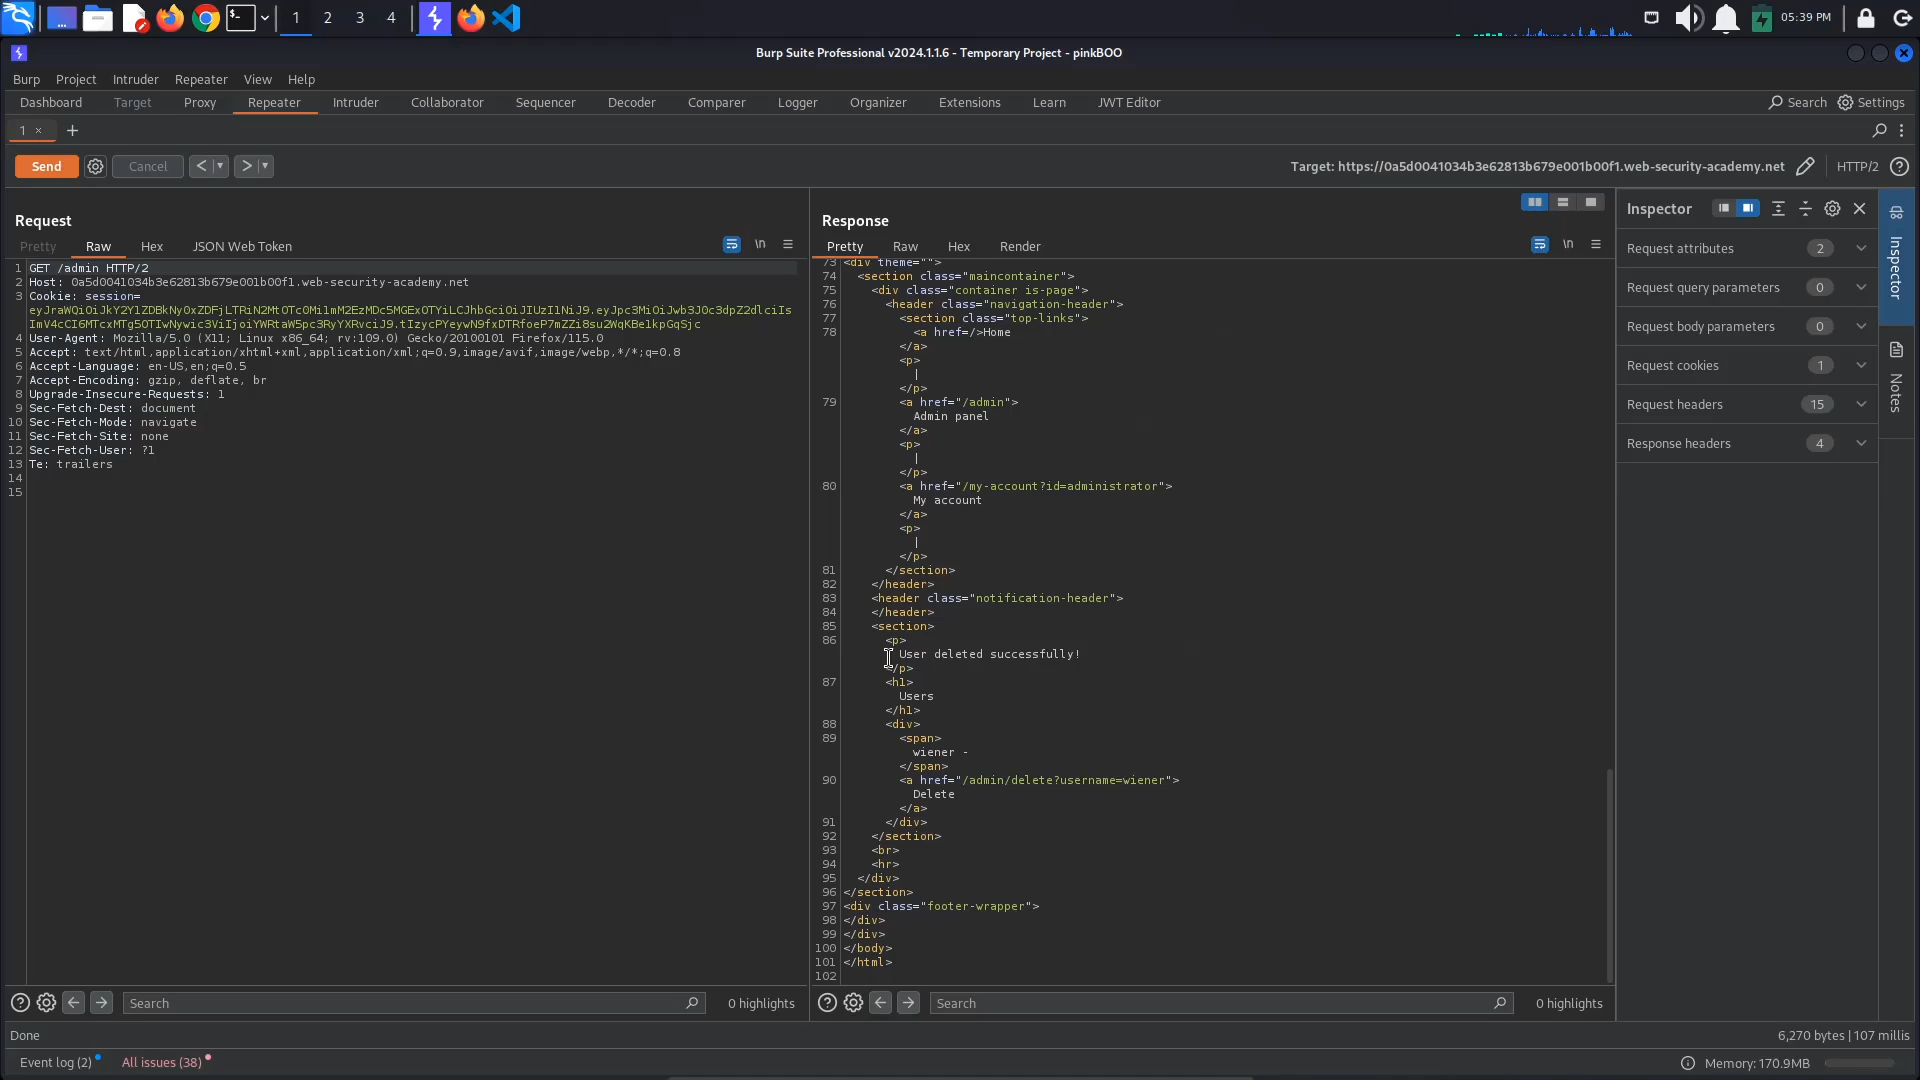 1 2 3 4 05:39 PM
Burp Suite Professional v2024.1.1.6 - Temporary Project - pinkBOO
Burp Project Intruder Repeater View Help
Dashboard Target Proxy Repeater Intruder Collaborator Sequencer Decoder Comparer Logger Organizer Extensions Learn JWT Editor Search Settings
1 × +
Send Cancel < > Target: https://0a5d0041034b3e62813b679e001b00f1.web-security-academy.net HTTP/2
Request
Pretty Raw Hex JSON Web Token \n
1 GET /admin HTTP/2
2 Host: 0a5d0041034b3e62813b679e001b00f1.web-security-academy.net
3 Cookie: session=
4 User-Agent: Mozilla/5.0 (X11; Linux x86_64; rv:109.0) Gecko/20100101 Firefox/115.0
5 Accept: text/html,application/xhtml+xml,application/xml;q=0.9,image/avif,image/webp,*/*;q=0.8
6 Accept-Language: en-US,en;q=0.5
7 Accept-Encoding: gzip, deflate, br
8 Upgrade-Insecure-Requests: 1
9 Sec-Fetch-Dest: document
10 Sec-Fetch-Mode: navigate
11 Sec-Fetch-Site: none
12 Sec-Fetch-User: ?1
13 Te: trailers
14
15
Search 0 highlights
Response
Pretty Raw Hex Render \n
73 <div theme="">
74 <section class="maincontainer">
75 <div class="container is-page">
76 <header class="navigation-header">
77 <section class="top-links">
78 <a href=/>Home
</a>
<p>
|
</p>
79 <a href="/admin">
Admin panel
</a>
<p>
|
</p>
80 <a href="/my-account?id=administrator">
My account
</a>
<p>
|
</p>
81 </section>
82 </header>
83 <header class="notification-header">
84 </header>
85 <section>
86 <p>
User deleted successfully!
</p>
87 <h1>
Users
</h1>
88 <div>
89 <span>
wiener -
</span>
90 <a href="/admin/delete?username=wiener">
Delete
</a>
91 </div>
92 </section>
93 <br>
94 <hr>
95 </div>
96 </section>
97 <div class="footer-wrapper">
98 </div>
99 </div>
100 </body>
101 </html>
102
Search 0 highlights
Inspector
Request attributes 2
Request query parameters 0
Request body parameters 0
Request cookies 1
Request headers 15
Response headers 4
Inspector
Notes
Done 6,270 bytes | 107 millis
Event log (2) All issues (38) Memory: 170.9MB